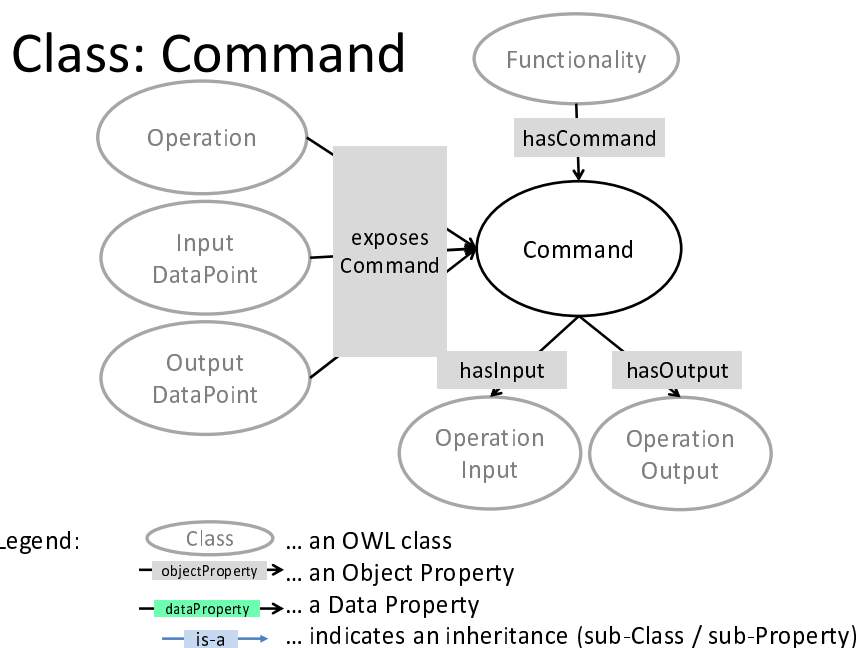 Class: Command
Functionality
Operation
hasCommand
Input
DataPoint
exposes
Command
Command
Output
DataPoint
hasInput
hasOutput
Operation
Input
Operation
Output
Legend:
Class
... an OWL class
objectProperty
... an Object Property
dataProperty
... a Data Property
is-a
... indicates an inheritance (sub-Class / sub-Property)